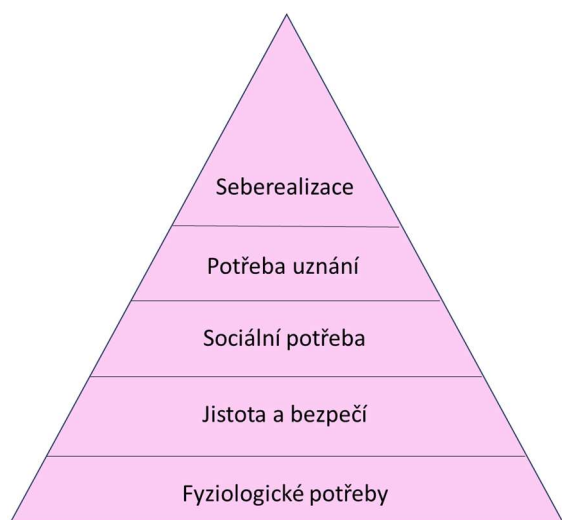 Seberealizace
Potřeba uznání
Sociální potřeba
Jistota a bezpečí
Fyziologické potřeby